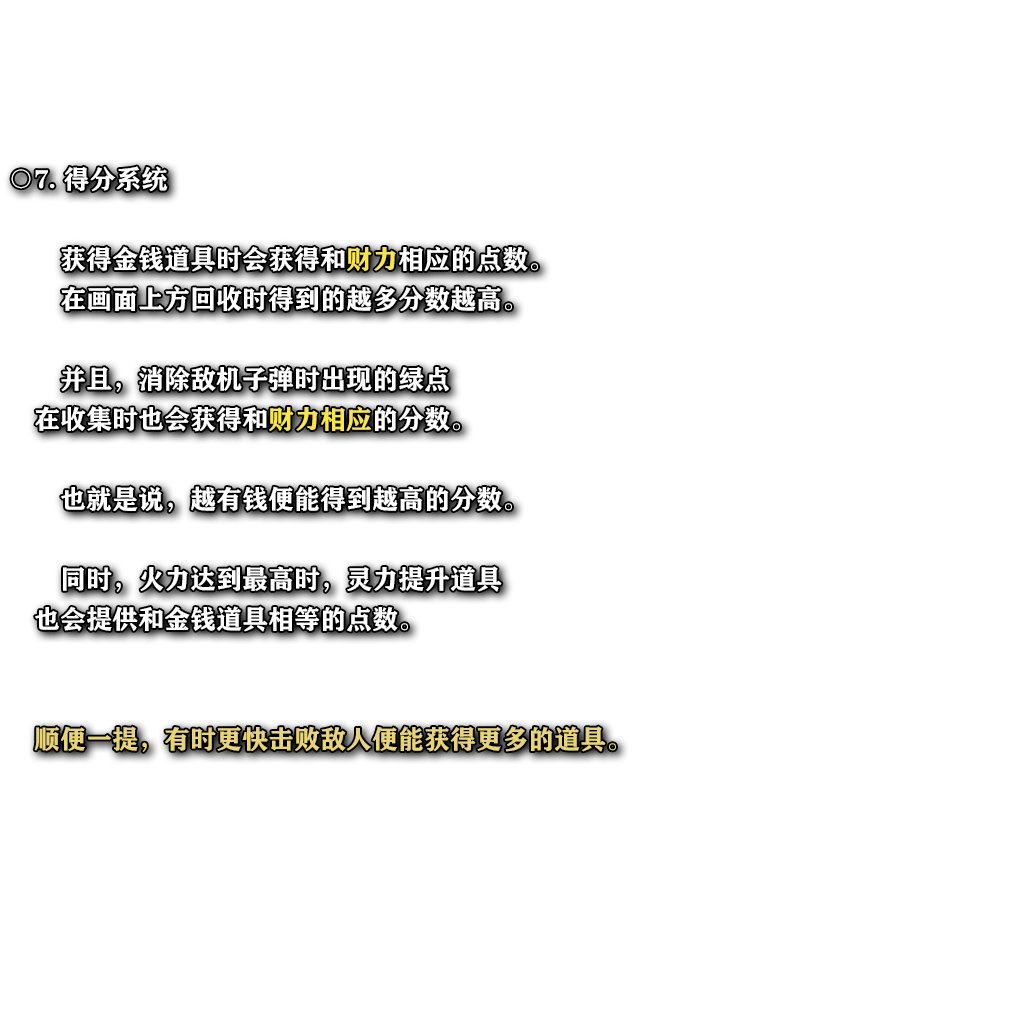 ◎7. 得分系统
获得金钱道具时会获得和财力相应的点数。
在画面上方回收时得到的越多分数越高。
并且，消除敌机子弹时出现的绿点
在收集时也会获得和财力相应的分数。
也就是说，越有钱便能得到越高的分数。
同时，火力达到最高时，灵力提升道具
也会提供和金钱道具相等的点数。
顺便一提，有时更快击败敌人便能获得更多的道具。